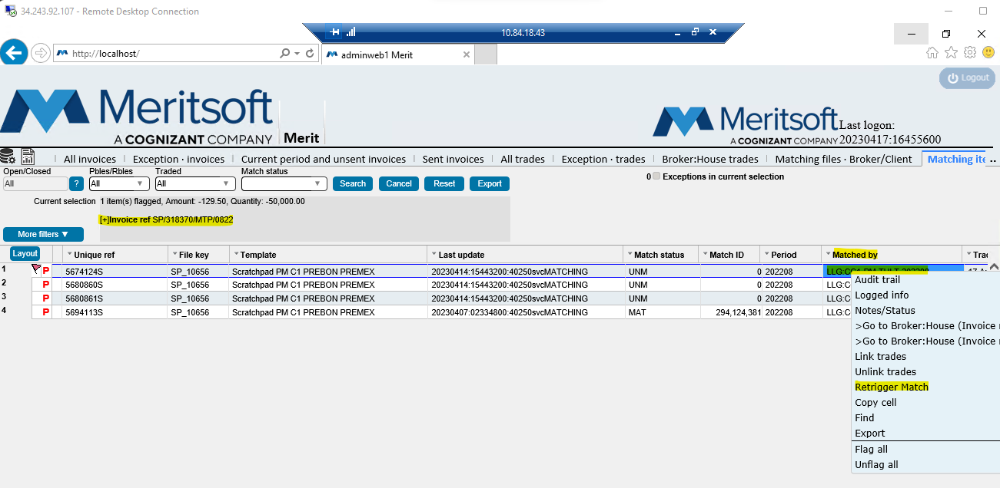 34.243.92.107 - Remote Desktop Connection
10.84.18.43
http://localhost/
adminweb1 Merit
Logout
Meritsoft
A COGNIZANT COMPANY
Merit
Meritsoft
A COGNIZANT COMPANY
Last logon:
20230417:16455600
All invoices
Exception · invoices
Current period and unsent invoices
Sent invoices
All trades
Exception · trades
Broker:House trades
Matching files · Broker/Client
Matching ite
..
Open/Closed Pbles/Rbles Traded Match status
All ? All All Search Cancel Reset Export
0 Exceptions in current selection
Current selection 1 item(s) flagged, Amount: -129.50, Quantity: -50,000.00
[+]Invoice ref SP/318370/MTP/0822
More filters ▼
Layout Unique ref File key Template Last update Match status Match ID Period Matched by Trac
1 P 5674124S SP_10656 Scratchpad PM C1 PREBON PREMEX 20230414:15443200:40250svcMATCHING UNM 0 202208
2 P 5680860S SP_10656 Scratchpad PM C1 PREBON PREMEX 20230414:15443200:40250svcMATCHING UNM 0 202208 LLG:C
3 P 5680861S SP_10656 Scratchpad PM C1 PREBON PREMEX 20230414:15443200:40250svcMATCHING UNM 0 202208 LLG:C
4 P 5694113S SP_10656 Scratchpad PM C1 PREBON PREMEX 20230407:02334800:40250svcMATCHING MAT 294,124,381 202208 LLG:C
Audit trail
Logged info
Notes/Status
>Go to Broker:House (Invoice
>Go to Broker:House (Invoice
Link trades
Unlink trades
Retrigger Match
Copy cell
Find
Export
Flag all
Unflag all